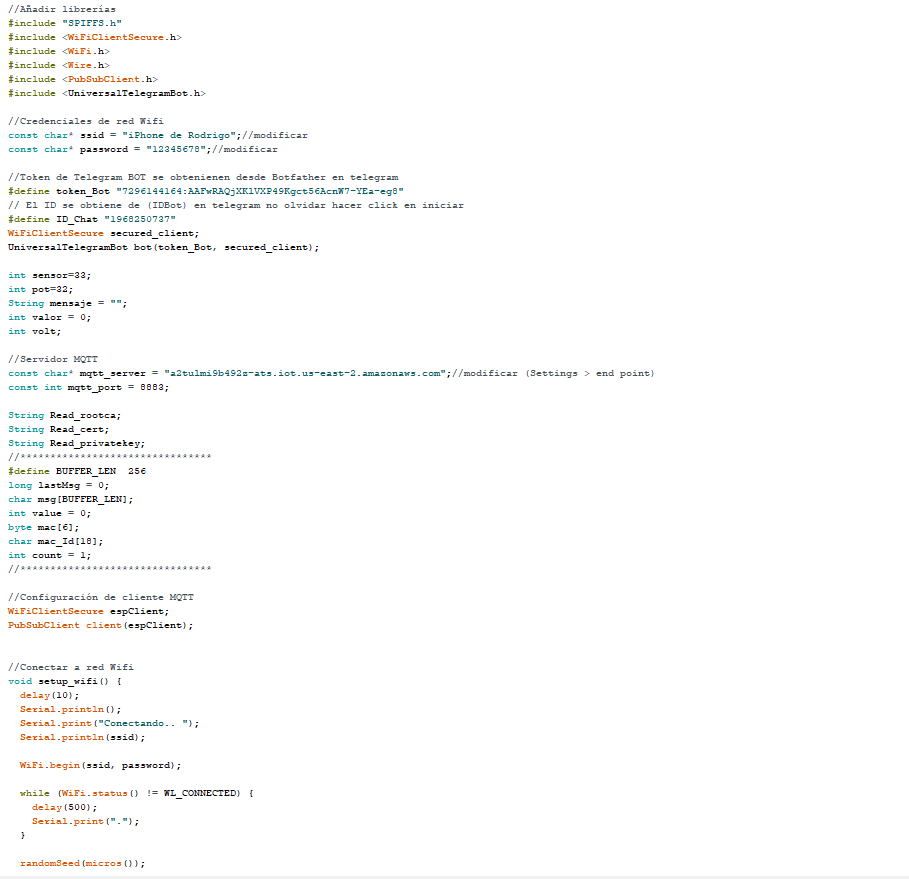 //Añadir librerías
#include "SPIFFS.h"
#include <WiFiClientSecure.h>
#include <WiFi.h>
#include <Wire.h>
#include <PubSubClient.h>
#include <UniversalTelegramBot.h>
//Credenciales de red Wifi
const char* ssid = "iPhone de Rodrigo";//modificar
const char* password = "12345678";//modificar
//Token de Telegram BOT se obtenienen desde Botfather en telegram
#define token_Bot "7296144164:AAFwRAQjXKlVXP49Kgct56AcnW7-YEa-eg8"
// El ID se obtiene de (IDBot) en telegram no olvidar hacer click en iniciar
#define ID_Chat "1968250737"
WiFiClientSecure secured_client;
UniversalTelegramBot bot(token_Bot, secured_client);
int sensor=33;
int pot=32;
String mensaje = "";
int valor = 0;
int volt;
//Servidor MQTT
const char* mqtt_server = "a2tulmi9b492z-ats.iot.us-east-2.amazonaws.com";//modificar (Settings > end point)
const int mqtt_port = 8883;
String Read_rootca;
String Read_cert;
String Read_privatekey;
//********************************
#define BUFFER_LEN  256
long lastMsg = 0;
char msg[BUFFER_LEN];
int value = 0;
byte mac[6];
char mac_Id[18];
int count = 1;
//********************************
//Configuración de cliente MQTT
WiFiClientSecure espClient;
PubSubClient client(espClient);
//Conectar a red Wifi
void setup_wifi() {
delay(10);
Serial.println();
Serial.print("Conectando.. ");
Serial.println(ssid);
WiFi.begin(ssid, password);
while (WiFi.status() != WL_CONNECTED) {
delay(500);
Serial.print(".");
}
randomSeed(micros());